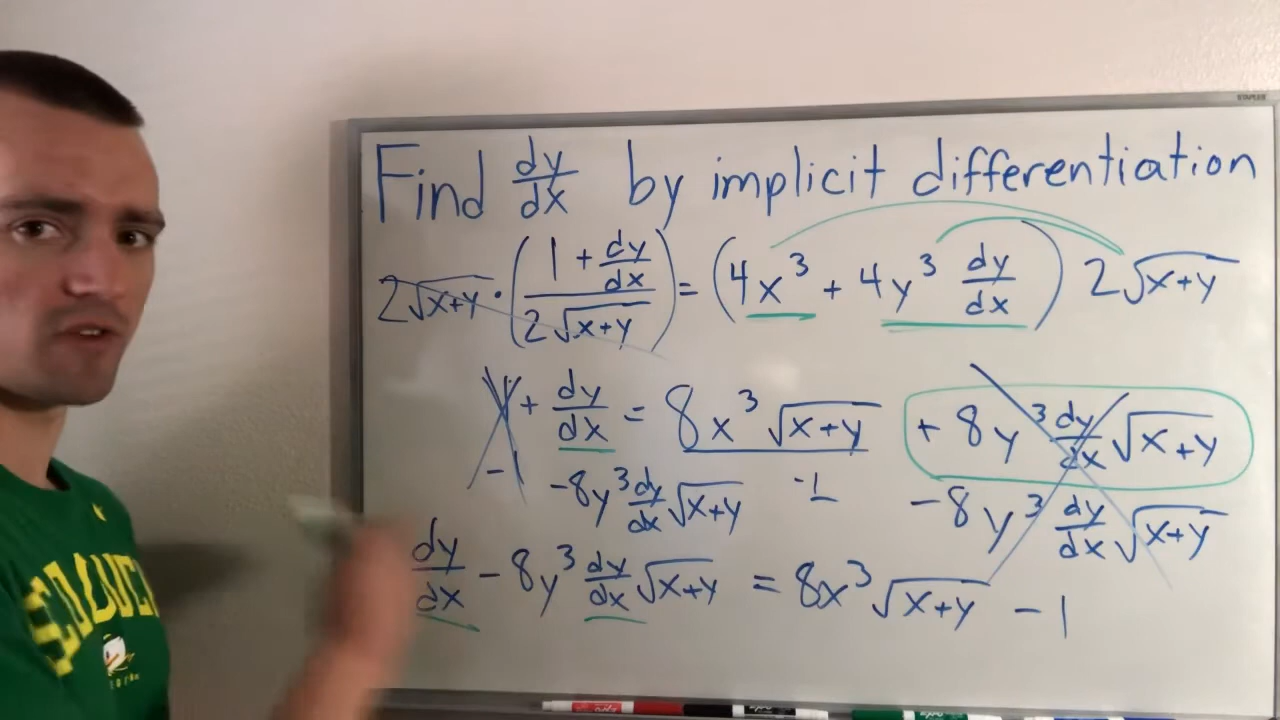 STAPLES
Find dy/dx by implicit differentiation
2√(x+y) · ((1 + dy/dx)/(2√(x+y))) = (4x³ + 4y³ dy/dx) 2√(x+y)
1 + dy/dx = 8x³√(x+y) + 8y³ dy/dx √(x+y)
-1 -8y³ dy/dx √(x+y) -1 -8y³ dy/dx √(x+y)
dy/dx - 8y³ dy/dx √(x+y) = 8x³√(x+y) - 1